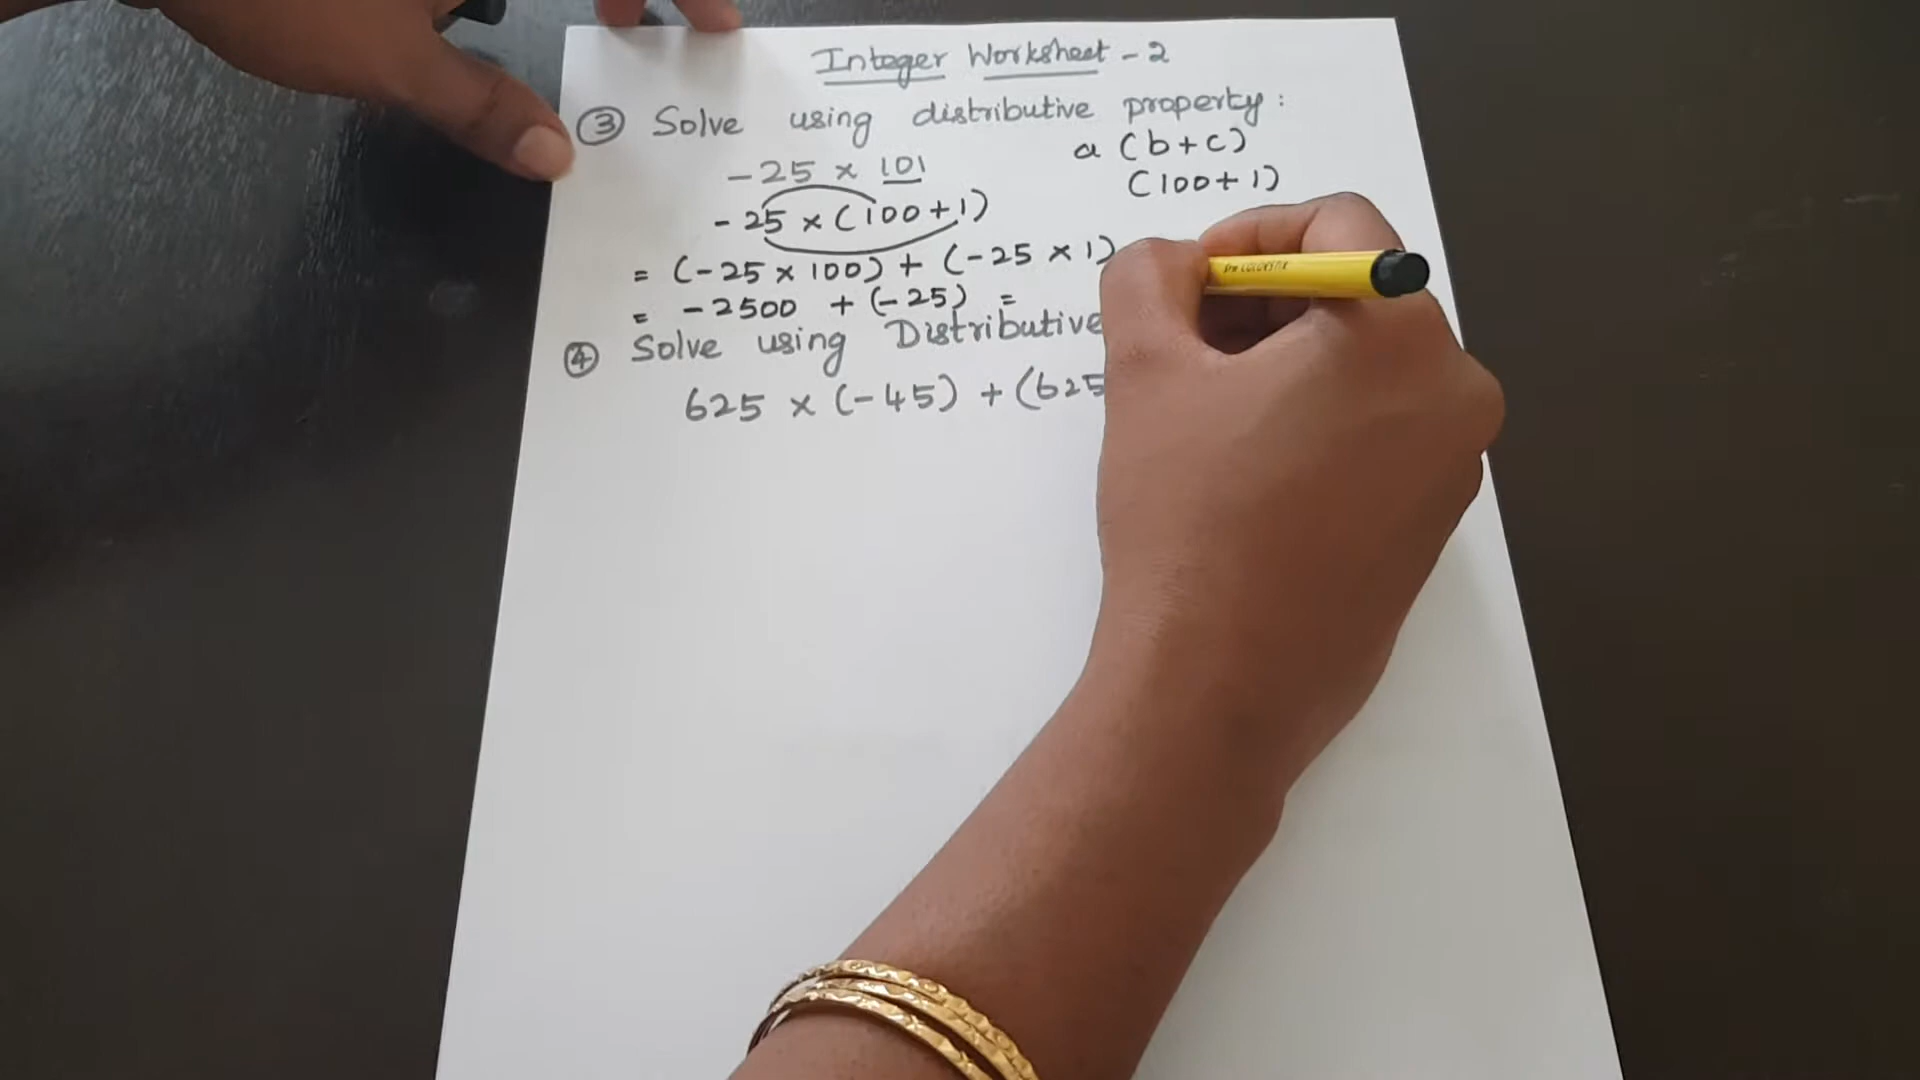 Integer Worksheet - 2
③ Solve using distributive property :
a (b+c)
-25 × 101
(100+1)
-25 × (100+1)
= (-25 × 100) + (-25 × 1)
= -2500 + (-25) =
④ Solve using Distributive
625 × (-45) + (625